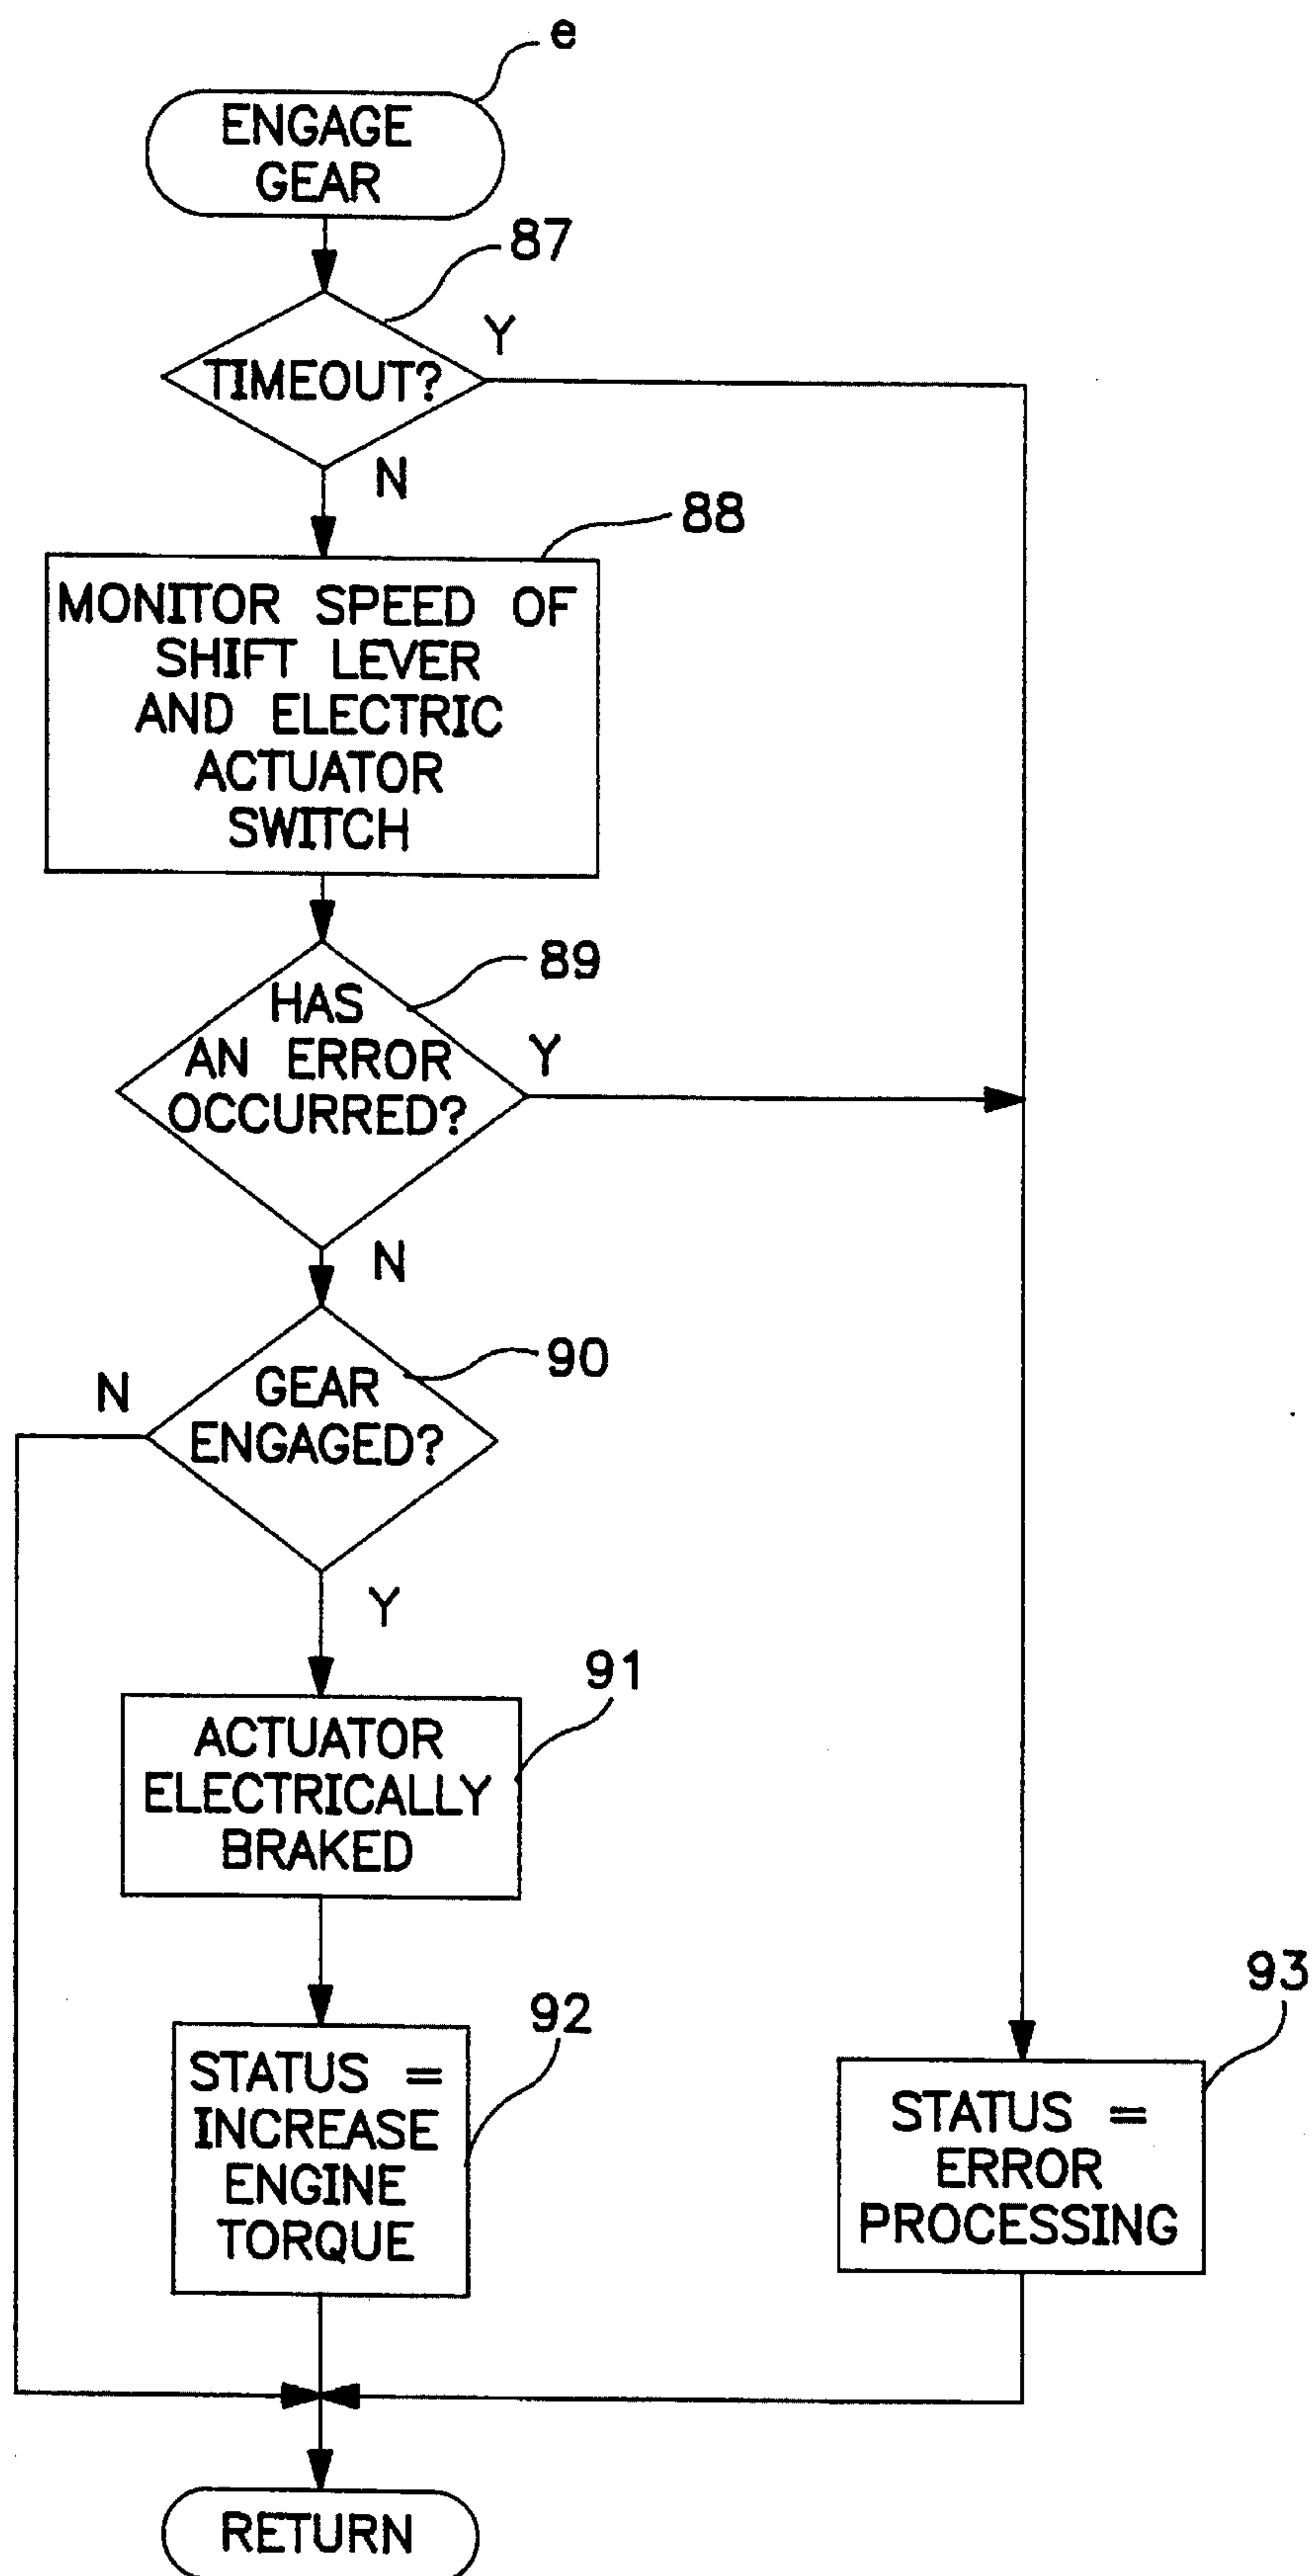 e
ENGAGE
GEAR
87
TIMEOUT?
Y
N
88
MONITOR SPEED OF
SHIFT LEVER
AND ELECTRIC
ACTUATOR
SWITCH
89
HAS
AN ERROR
OCCURRED?
Y
N
90
GEAR
ENGAGED?
N
Y
91
ACTUATOR
ELECTRICALLY
BRAKED
92
STATUS =
INCREASE
ENGINE
TORQUE
93
STATUS =
ERROR
PROCESSING
RETURN